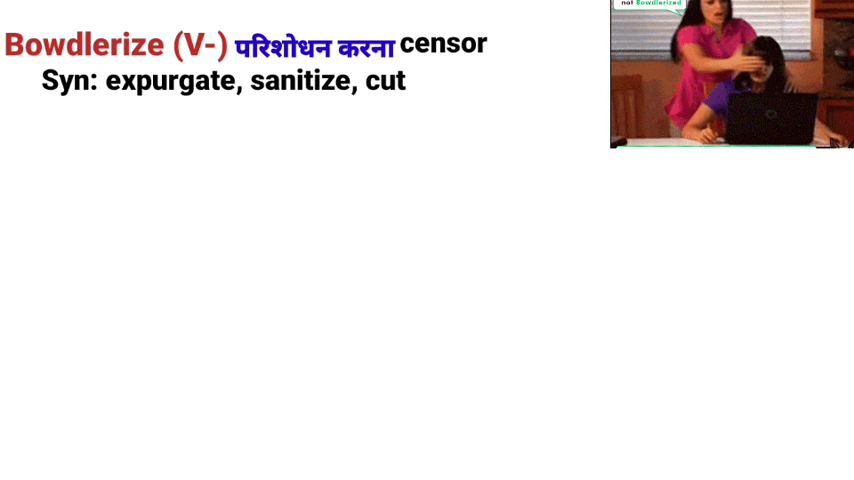 Bowdlerize (V-) परिशोधन करना censor
Syn: expurgate, sanitize, cut
not Bowdlerized